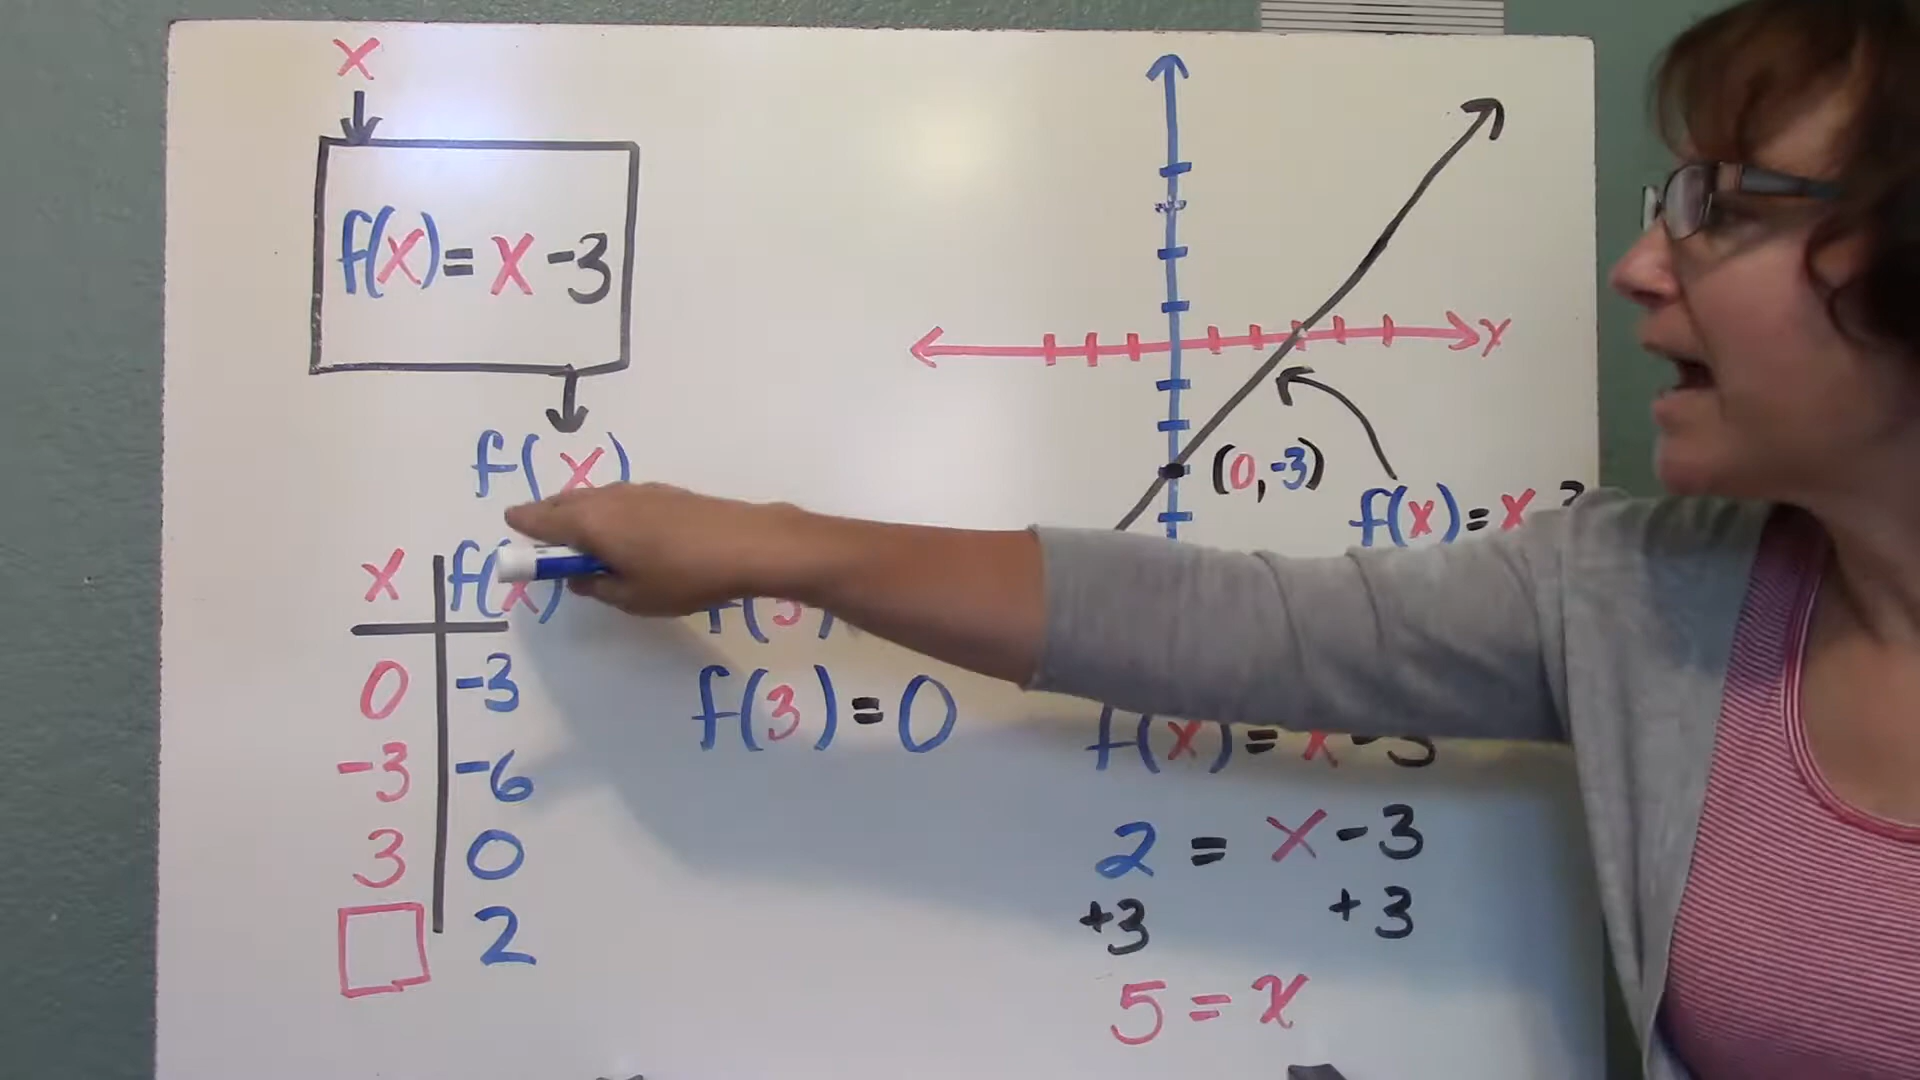 x
f(x) = x -3
f(x)
x f(x)
0 -3
-3 -6
3 0
2
f(3)
f(3) = 0
x
(0,-3)
f(x) = x
f(x) = x -3
2 = x -3
+3 +3
5 = x